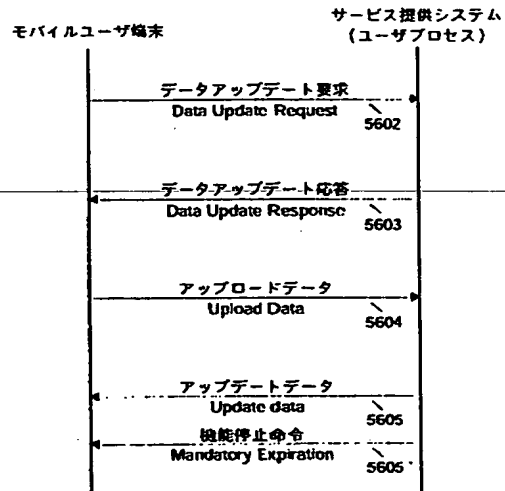 モバイルユーザ端末
サービス提供システム
(ユーザプロセス)
データアップデート要求
Data Update Request
5602
データアップデート応答
Data Update Response
5603
アップロードデータ
Upload Data
5604
アップデートデータ
Update data
5605
機能停止命令
Mandatory Expiration
5605